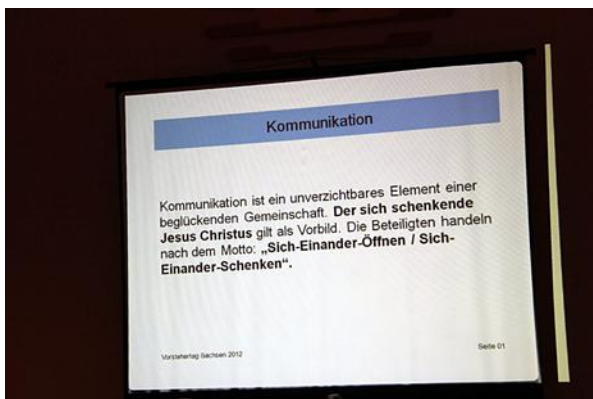 Kommunikation
Kommunikation ist ein unverzichtbares Element einer
beglückenden Gemeinschaft. Der sich schenkende
Jesus Christus gilt als Vorbild. Die Beteiligten handeln
nach dem Motto: „Sich-Einander-Öffnen / Sich-
Einander-Schenken“.
Vorstehertag Sachsen 2012
Seite 01